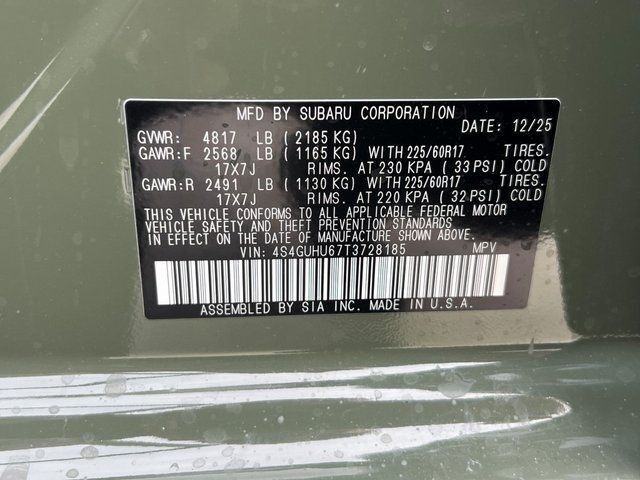 MFD BY SUBARU CORPORATION
DATE: 12/25
GVWR: 4817 LB (2185 KG)
GAWR:F 2568 LB (1165 KG) WITH 225/60R17 TIRES.
17X7J RIMS. AT 230 KPA (33 PSI) COLD
GAWR:R 2491 LB (1130 KG) WITH 225/60R17 TIRES.
17X7J RIMS. AT 220 KPA (32 PSI) COLD
THIS VEHICLE CONFORMS TO ALL APPLICABLE FEDERAL MOTOR
VEHICLE SAFETY AND THEFT PREVENTION STANDARDS
IN EFFECT ON THE DATE OF MANUFACTURE SHOWN ABOVE.
VIN: 4S4GUHU67T3728185 MPV
ASSEMBLED BY SIA INC. MADE IN U.S.A.